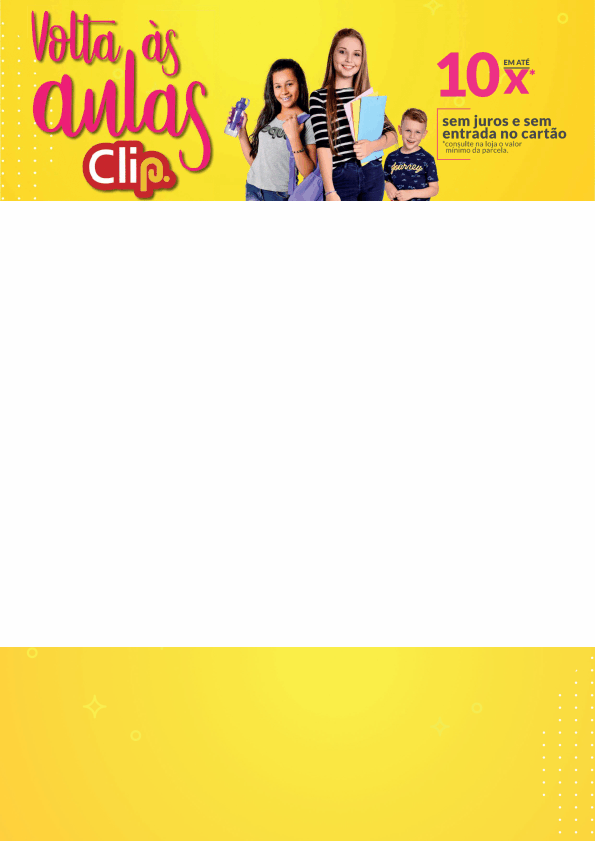 Volta às
aulas
Clip.
10x*
EM ATÉ
sem juros e sem
entrada no cartão
*consulte na loja o valor
mínimo da parcela.
Journey